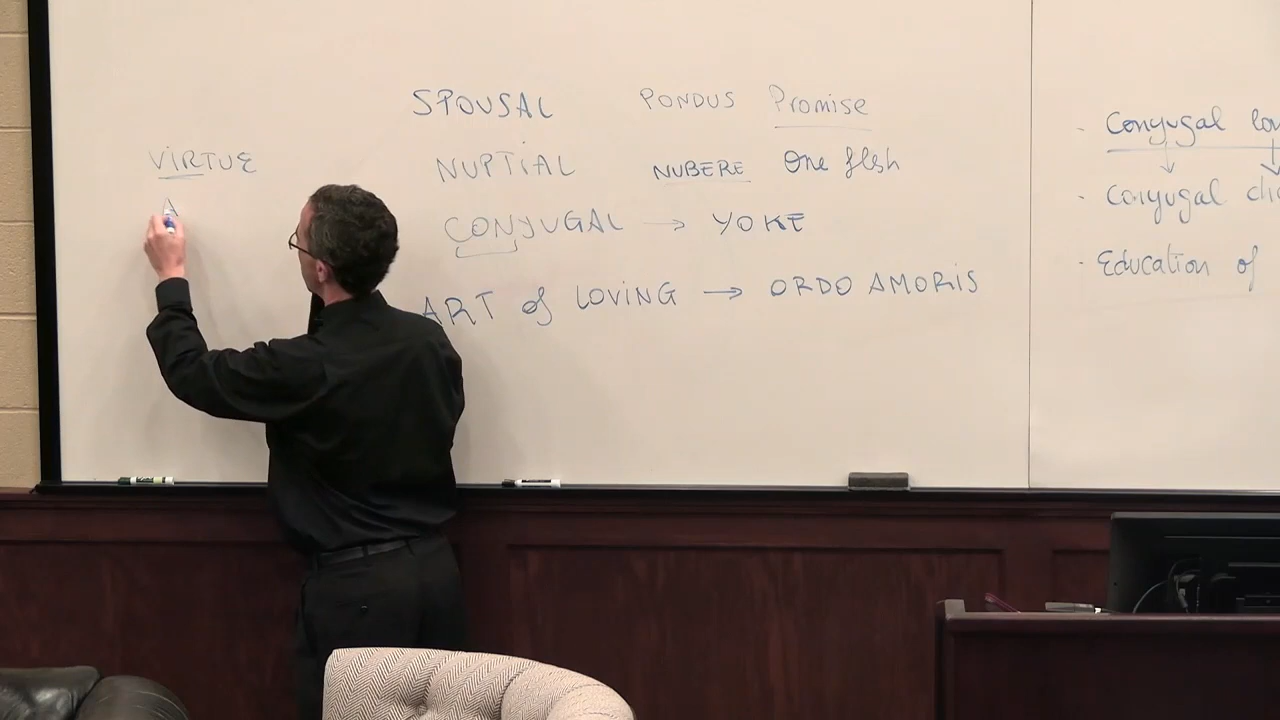 SPOUSAL PONDUS Promise
NUPTiAL NUBERE One flesh
CONJUGAL → YOKE
ART of LOViNG → ORDO AMORiS
ViRTUE
A
- Conjugal
- Conjugal
- Education of